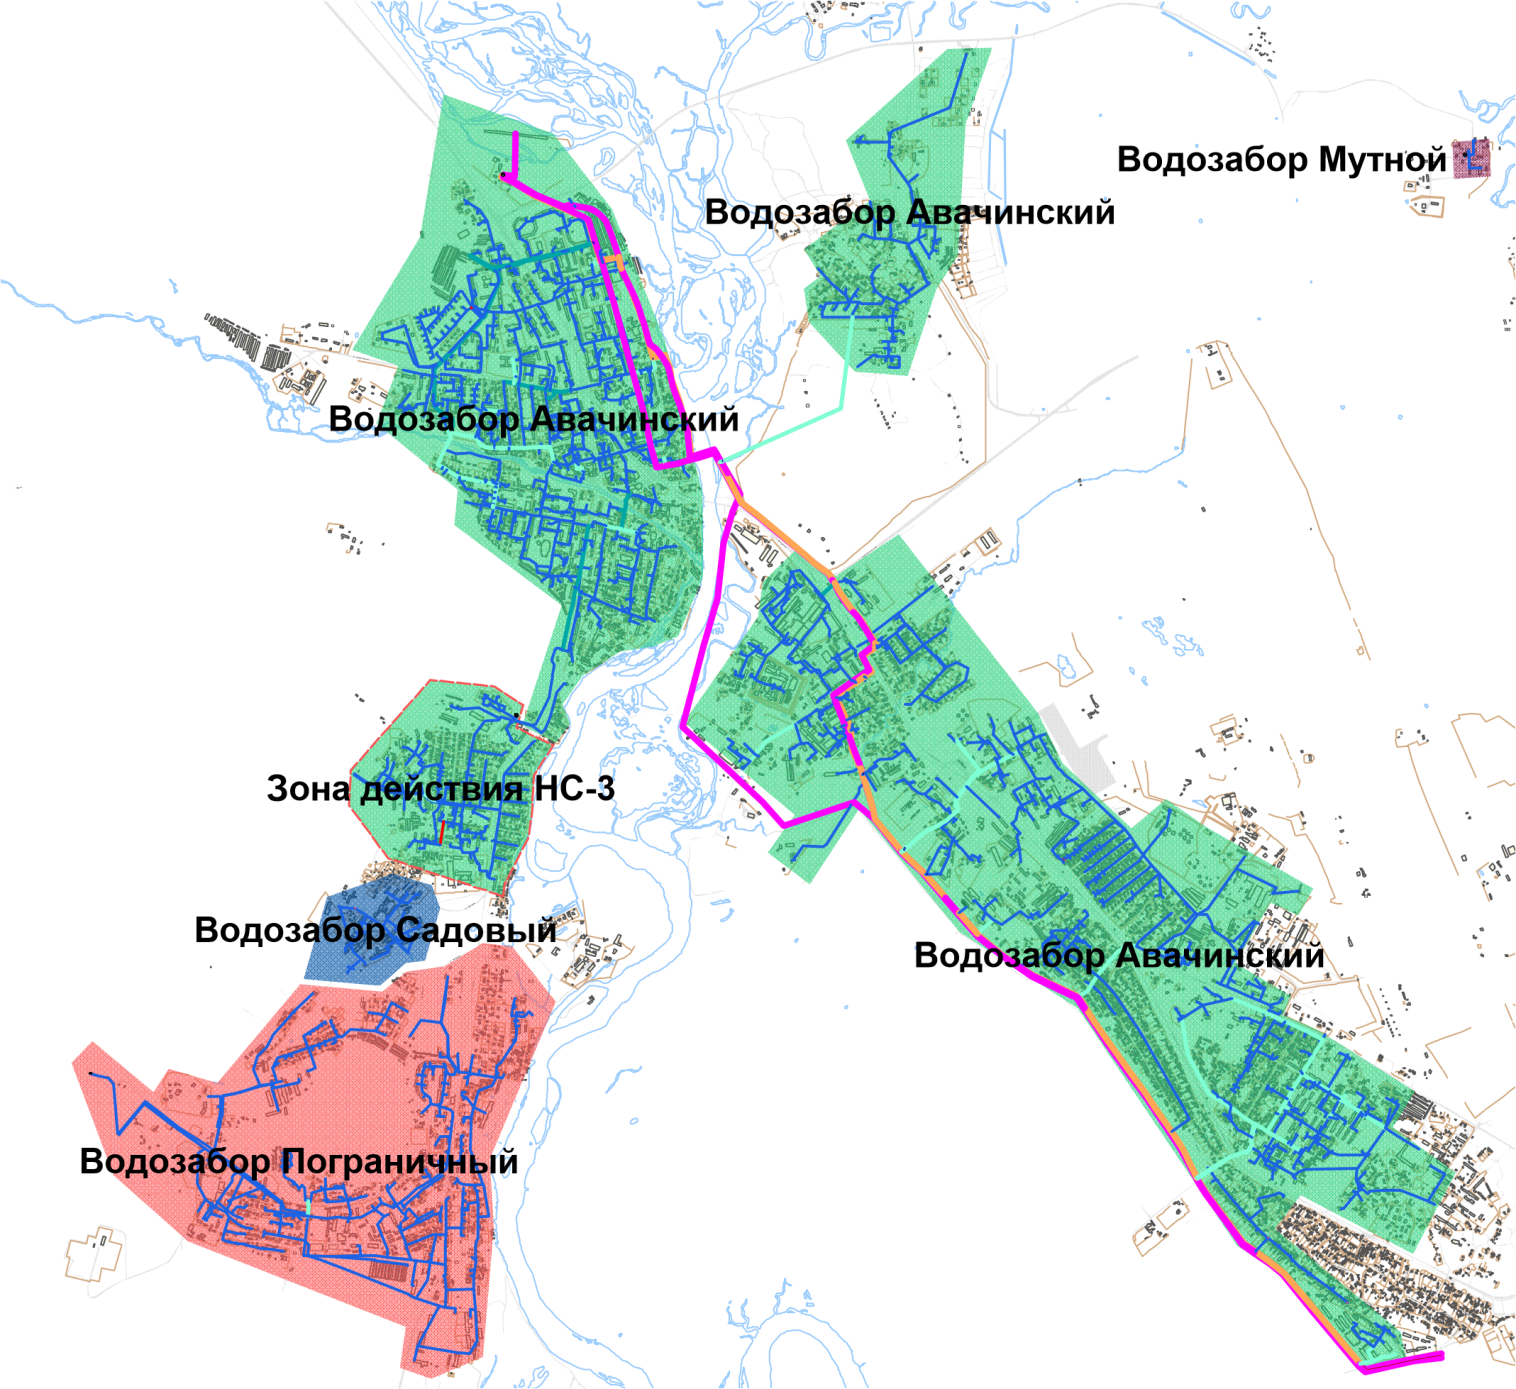 Водозабор Мутной
Водозабор Авачинский
Водозабор Авачинский
Зона действия НС-3
Водозабор Садовый
Водозабор Авачинский
Водозабор Пограничный